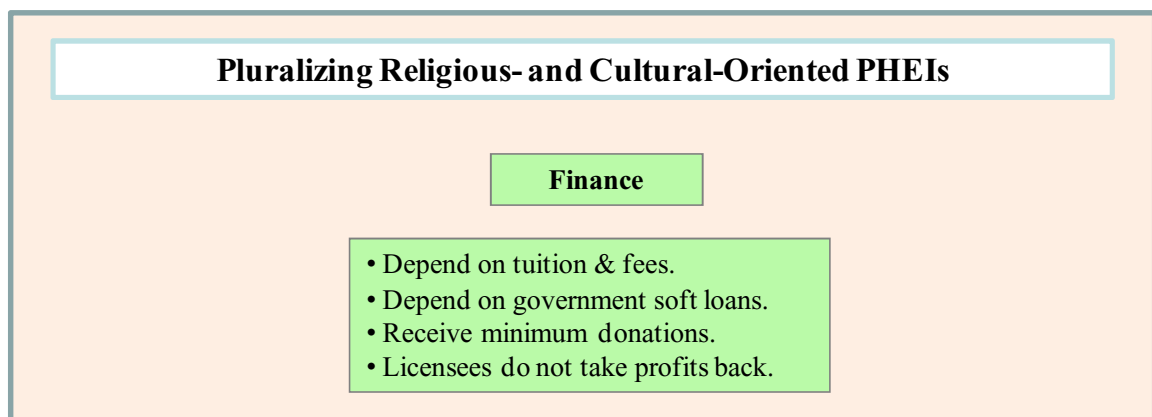 Pluralizing Religious- and Cultural-Oriented PHEIs
Finance
• Depend on tuition & fees.
• Depend on government soft loans.
• Receive minimum donations.
• Licensees do not take profits back.